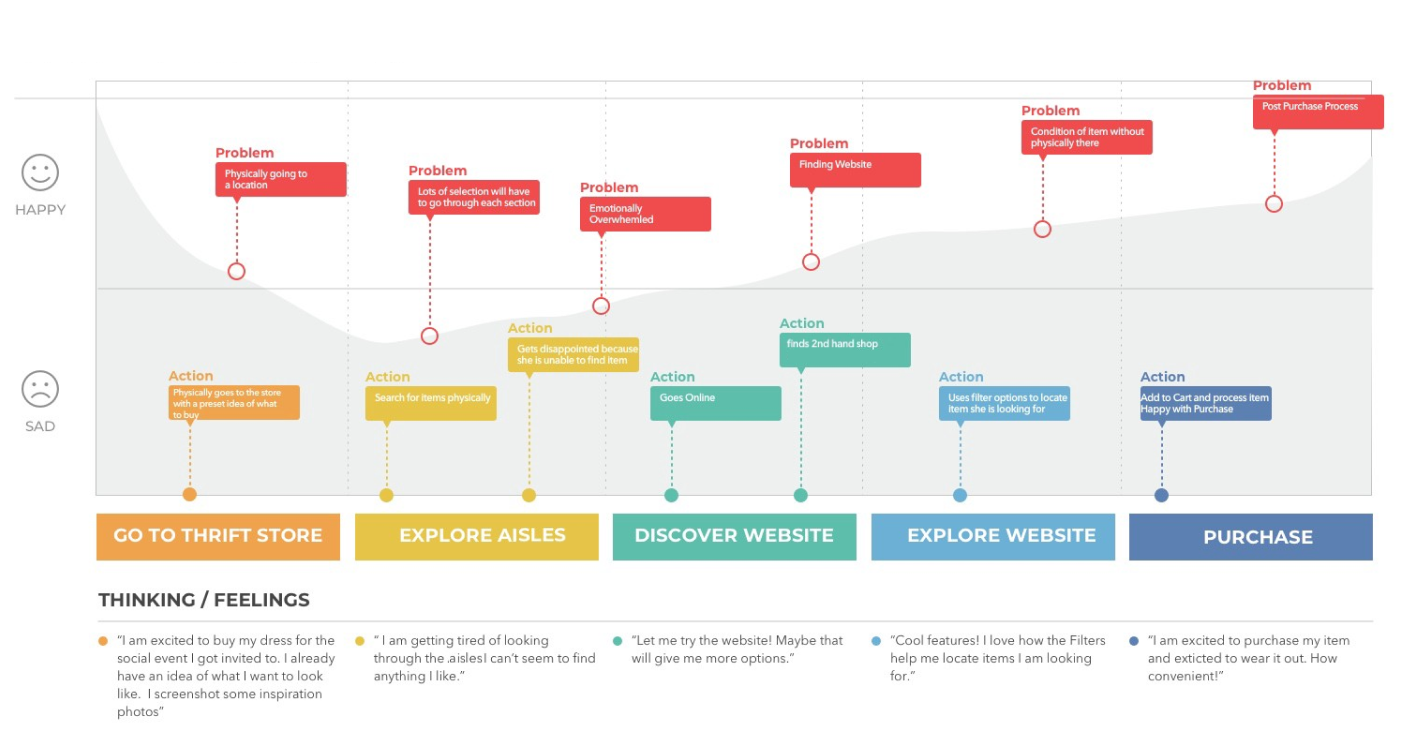 Problem
Post Purchase Process
Problem
Condition of item without
physically there
Problem
Finding Website
Problem
Physically going to
a location
Problem
Lots of selection will have
to go through each section
Problem
Emotionally
Overwhemled
HAPPY
Action
Physically goes to the store
with a preset idea of what
to buy
Action
Search for items physically
Action
Gets disappointed because
she is unable to find item
Action
Goes Online
Action
finds 2nd hand shop
Action
Uses filter options to locate
item she is looking for
Action
Add to Cart and process item
Happy with Purchase
SAD
GO TO THRIFT STORE
EXPLORE AISLES
DISCOVER WEBSITE
EXPLORE WEBSITE
PURCHASE
THINKING / FEELINGS
“I am excited to buy my dress for the
social event I got invited to. I already
have an idea of what I want to look
like. I screenshot some inspiration
photos”
“ I am getting tired of looking
through the .aislesI can’t seem to find
anything I like.”
“Let me try the website! Maybe that
will give me more options.”
“Cool features! I love how the Filters
help me locate items I am looking
for.”
“I am excited to purchase my item
and exticted to wear it out. How
convenient!”